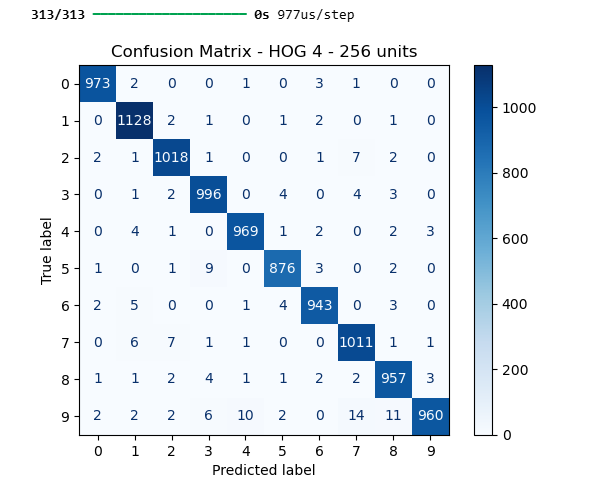 313/313 ━━━━━━━━━━━━━━━━━━━━ 0s 977us/step
Confusion Matrix - HOG 4 - 256 units
0 973 2 0 0 1 0 3 1 0 0
1 0 1128 2 1 0 1 2 0 1 0
2 2 1 1018 1 0 0 1 7 2 0
3 0 1 2 996 0 4 0 4 3 0
4 0 4 1 0 969 1 2 0 2 3
5 1 0 1 9 0 876 3 0 2 0
6 2 5 0 0 1 4 943 0 3 0
7 0 6 7 1 1 0 0 1011 1 1
8 1 1 2 4 1 1 2 2 957 3
9 2 2 2 6 10 2 0 14 11 960
0 1 2 3 4 5 6 7 8 9
Predicted label
True label
1000
800
600
400
200
0